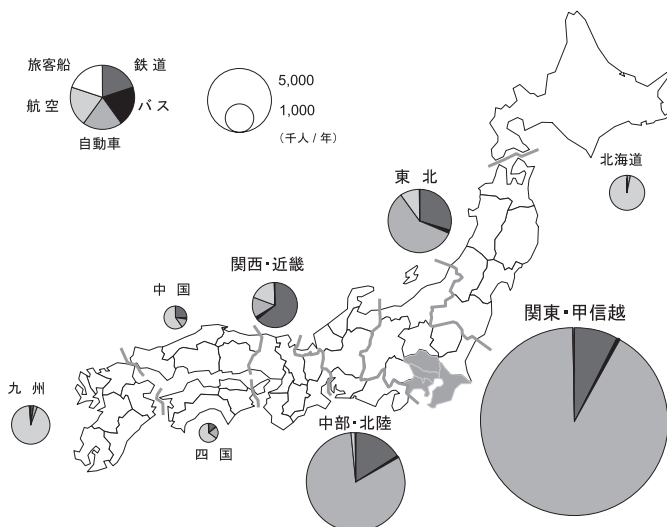 旅客船
鉄道
航空
バス
自動車
5,000
1,000
(千人/年)
北海道
東北
関西・近畿
中国
関東・甲信越
九州
中部・北陸
四国